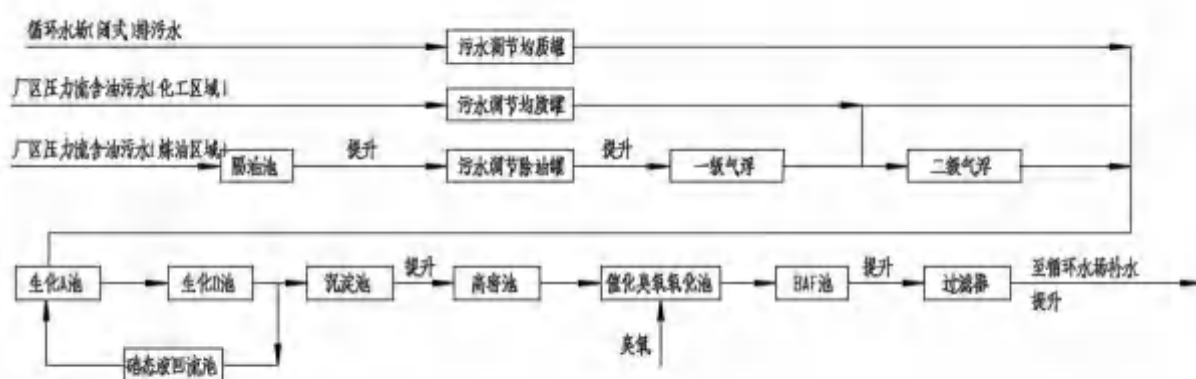 循环水场(闭式)排污水
污水调节均质罐
厂区压力流含油污水(化工区域)
污水调节均质罐
厂区压力流含油污水(炼油区域)
隔油池
提升
污水调节除油罐
提升
一级气浮
二级气浮
生化A池
生化O池
沉淀池
提升
高密池
催化臭氧氧化池
BAF池
提升
过滤器
至循环水场补水
提升
臭氧
硝态液回流池